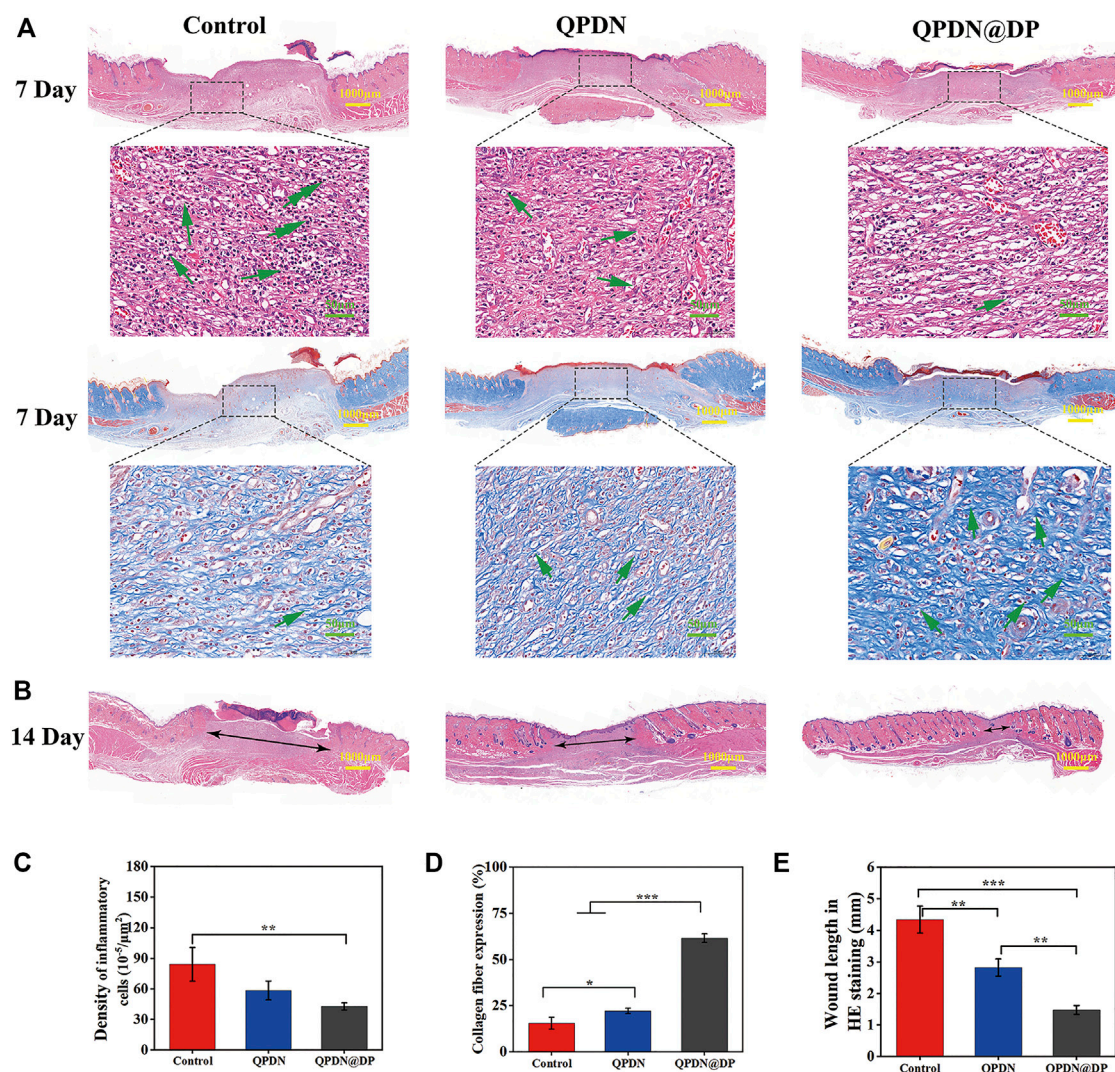 A
Control
QPDN
QPDN@DP
7 Day
1000μm
1000μm
1000μm
50μm
50μm
50μm
7 Day
1000μm
1000μm
1000μm
50μm
50μm
50μm
B
14 Day
1000μm
1000μm
1000μm
C
Density of inflammatory
cells (10⁻⁵/μm²)
180
150
120
90
60
30
0
**
Control
QPDN
QPDN@DP
D
Collagen fiber expression (%)
100
75
50
25
0
***
*
Control
QPDN
QPDN@DP
E
Wound length in
HE staining (mm)
6
5
4
3
2
1
0
***
**
**
Control
QPDN
QPDN@DP